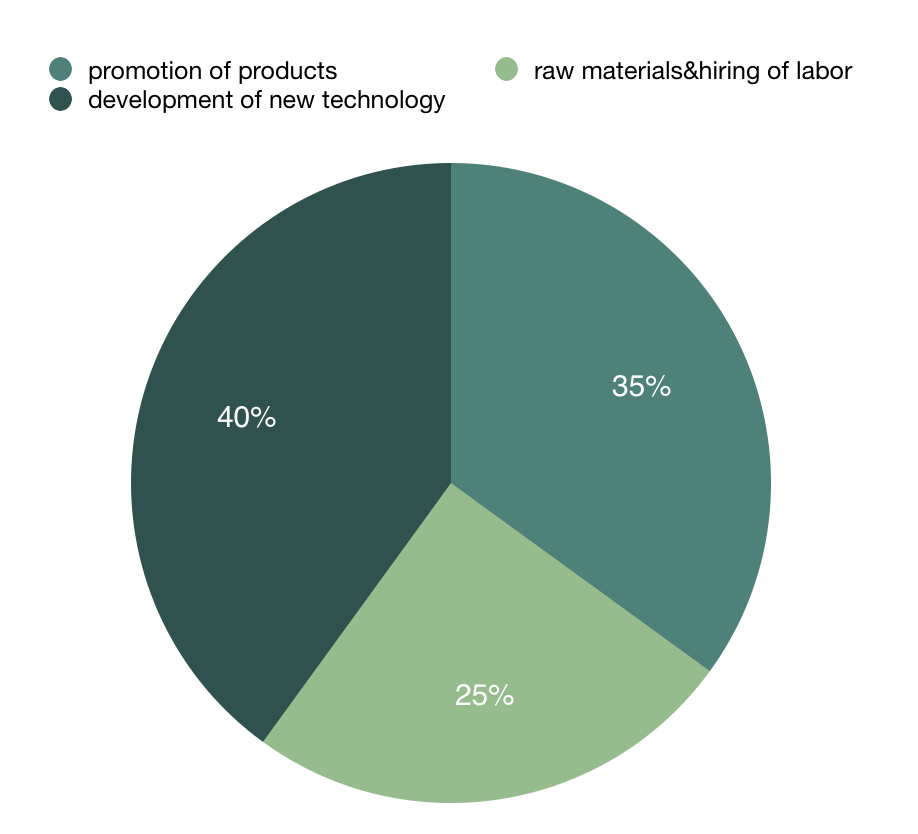 promotion of products
raw materials&hiring of labor
development of new technology
35%
40%
25%